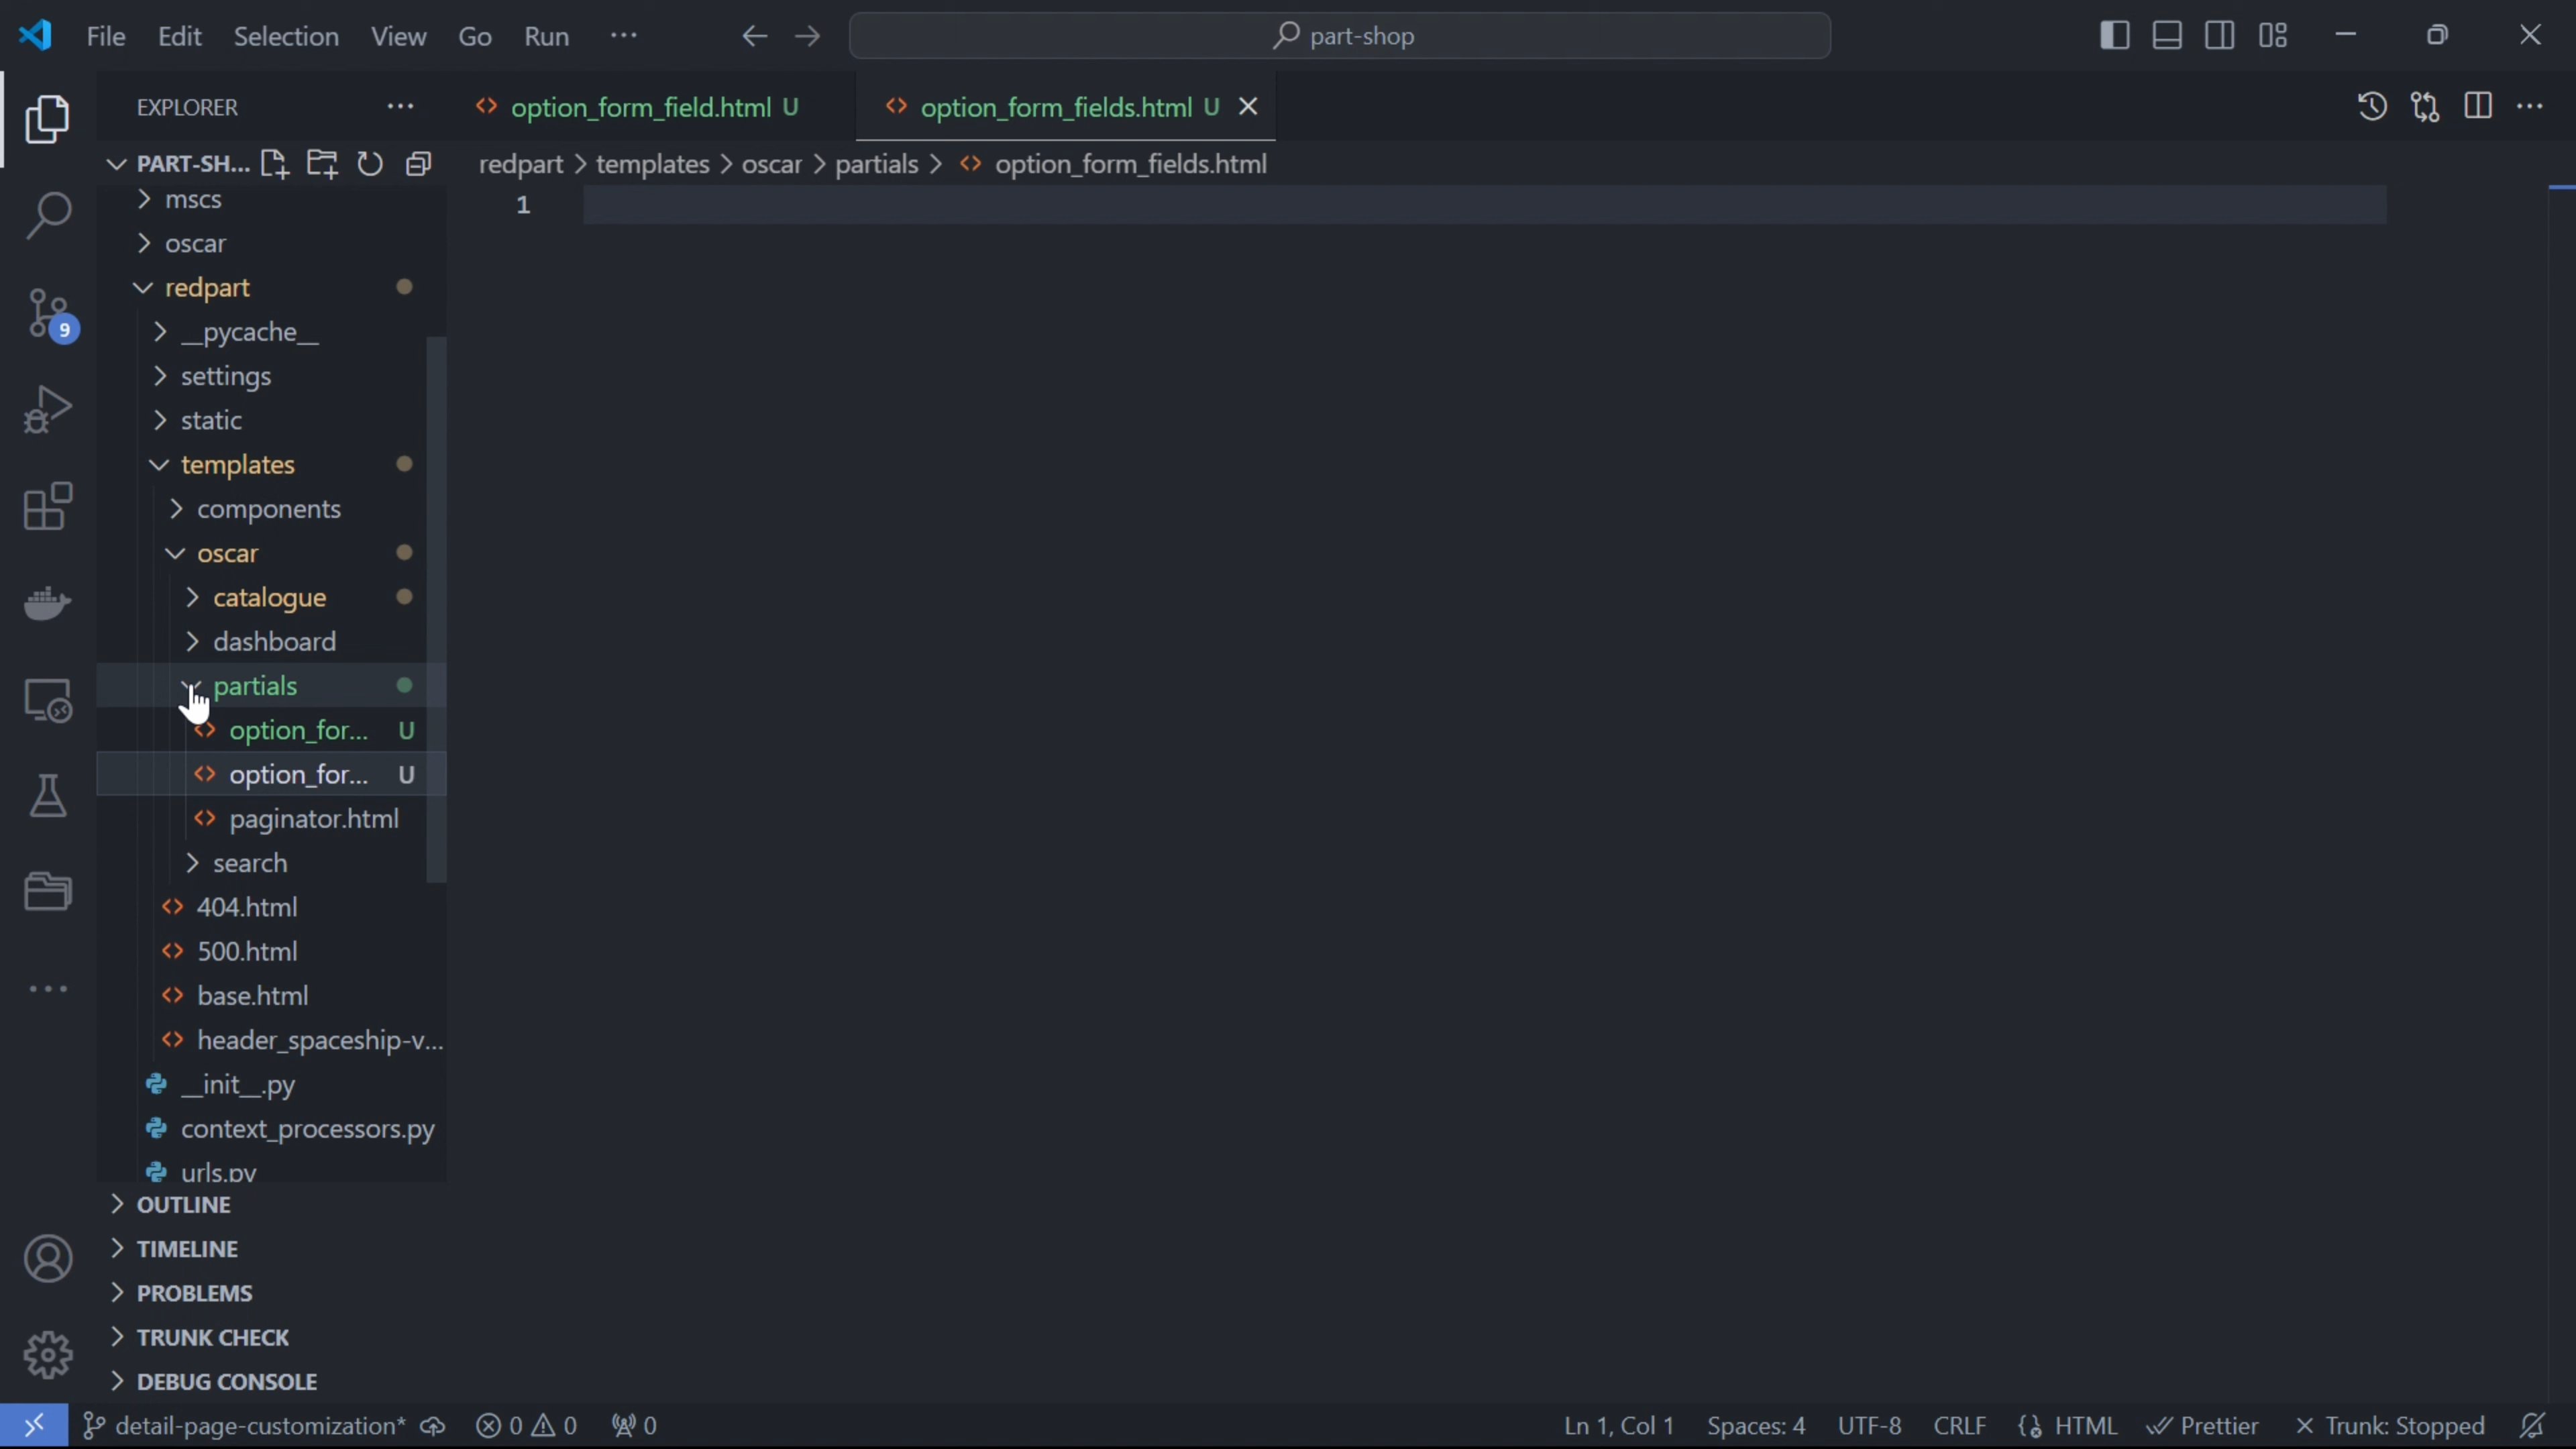 File Edit Selection View Go Run ··· part-shop
EXPLORER ···
option_form_field.html U
option_form_fields.html U
PART-SH...
redpart > templates > oscar > partials > option_form_fields.html
1
mscs
oscar
redpart
__pycache__
settings
static
templates
components
oscar
catalogue
dashboard
partials
option_for... U
option_for... U
paginator.html
search
404.html
500.html
base.html
header_spaceship-v...
__init__.py
context_processors.py
urls.py
9
OUTLINE
TIMELINE
PROBLEMS
TRUNK CHECK
DEBUG CONSOLE
detail-page-customization* 0 0 0 Ln 1, Col 1 Spaces: 4 UTF-8 CRLF HTML Prettier Trunk: Stopped